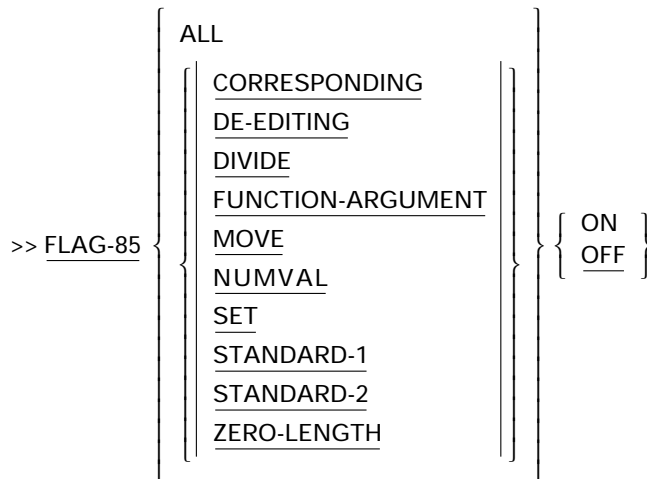 ALL
CORRESPONDING
DE-EDITING
DIVIDE
FUNCTION-ARGUMENT
>> FLAG-85
MOVE
NUMVAL
SET
STANDARD-1
STANDARD-2
ZERO-LENGTH
ON
OFF